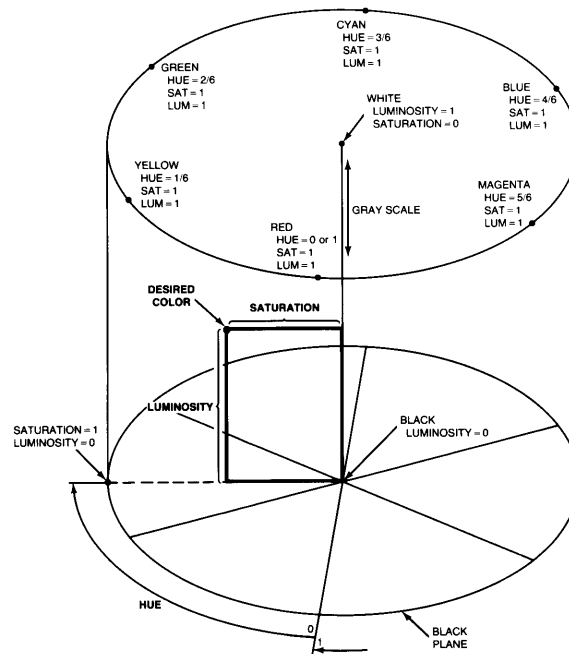 CYAN
HUE = 3/6
SAT = 1
LUM = 1
GREEN
HUE = 2/6
SAT = 1
LUM = 1
BLUE
HUE = 4/6
SAT = 1
LUM = 1
WHITE
LUMINOSITY = 1
SATURATION = 0
YELLOW
HUE = 1/6
SAT = 1
LUM = 1
MAGENTA
HUE = 5/6
SAT = 1
LUM = 1
GRAY SCALE
RED
HUE = 0 or 1
SAT = 1
LUM = 1
DESIRED
COLOR
SATURATION
LUMINOSITY
SATURATION = 1
LUMINOSITY = 0
BLACK
LUMINOSITY = 0
HUE
0
1
BLACK
PLANE